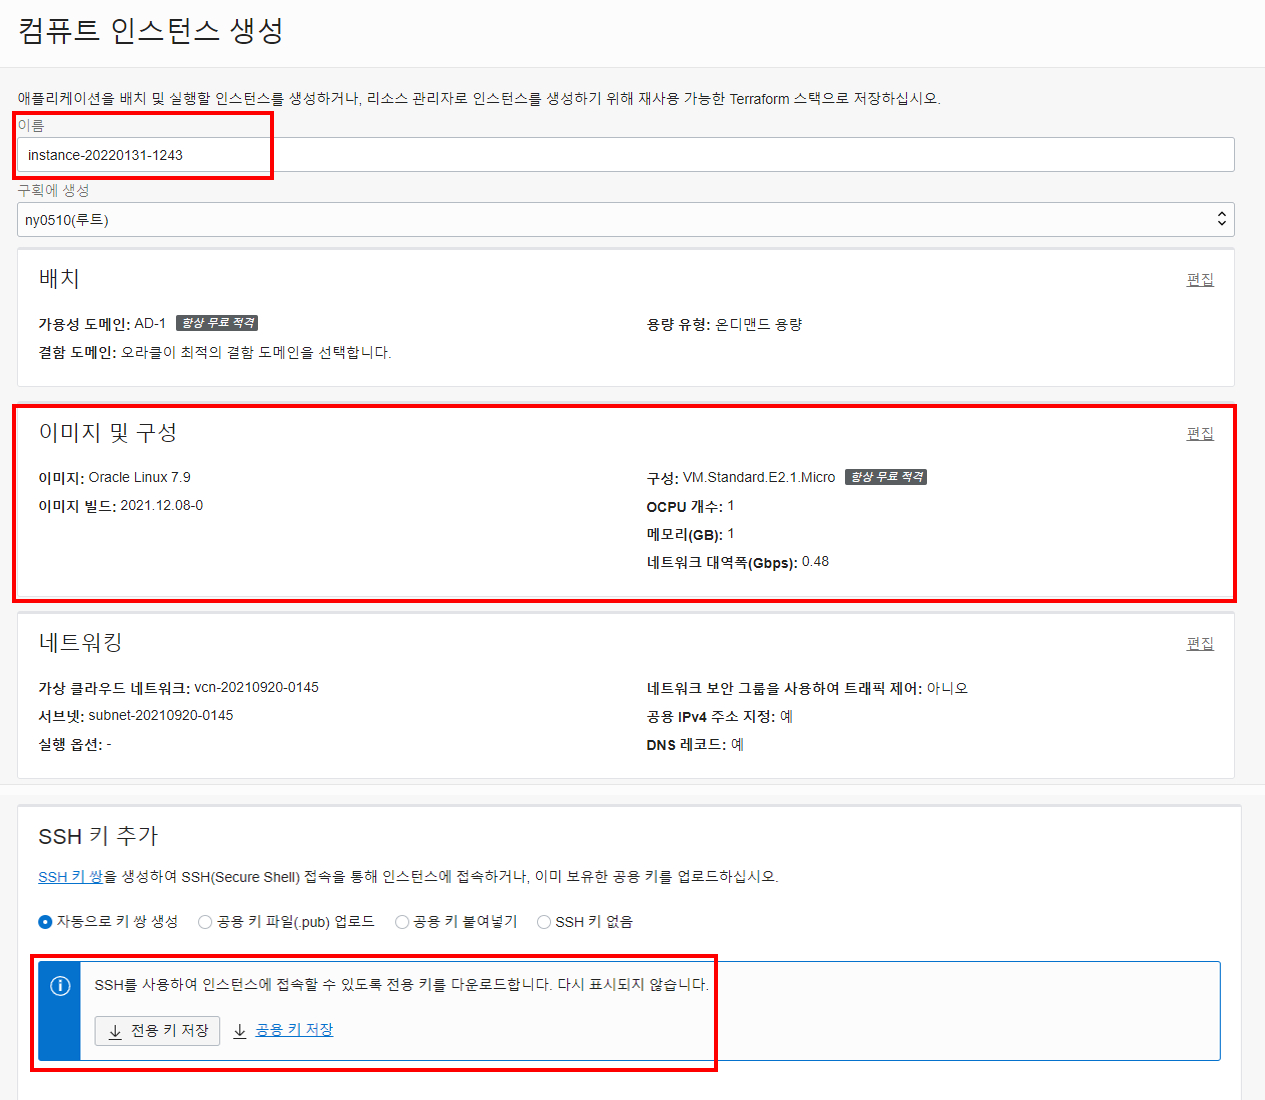 컴퓨트 인스턴스 생성
애플리케이션을 배치 및 실행할 인스턴스를 생성하거나, 리소스 관리자로 인스턴스를 생성하기 위해 재사용 가능한 Terraform 스택으로 저장하십시오.
이름
instance-20220131-1243
구획에 생성
ny0510(루트)
배치
편집
가용성 도메인: AD-1 항상 무료 적격
용량 유형: 온디맨드 용량
결함 도메인: 오라클이 최적의 결함 도메인을 선택합니다.
이미지 및 구성
편집
이미지: Oracle Linux 7.9
구성: VM.Standard.E2.1.Micro 항상 무료 적격
이미지 빌드: 2021.12.08-0
OCPU 개수: 1
메모리(GB): 1
네트워크 대역폭(Gbps): 0.48
네트워킹
편집
가상 클라우드 네트워크: vcn-20210920-0145
네트워크 보안 그룹을 사용하여 트래픽 제어: 아니오
서브넷: subnet-20210920-0145
공용 IPv4 주소 지정: 예
실행 옵션: -
DNS 레코드: 예
SSH 키 추가
SSH 키 쌍을 생성하여 SSH(Secure Shell) 접속을 통해 인스턴스에 접속하거나, 이미 보유한 공용 키를 업로드하십시오.
자동으로 키 쌍 생성 공용 키 파일(.pub) 업로드 공용 키 붙여넣기 SSH 키 없음
SSH를 사용하여 인스턴스에 접속할 수 있도록 전용 키를 다운로드합니다. 다시 표시되지 않습니다.
전용 키 저장 공용 키 저장